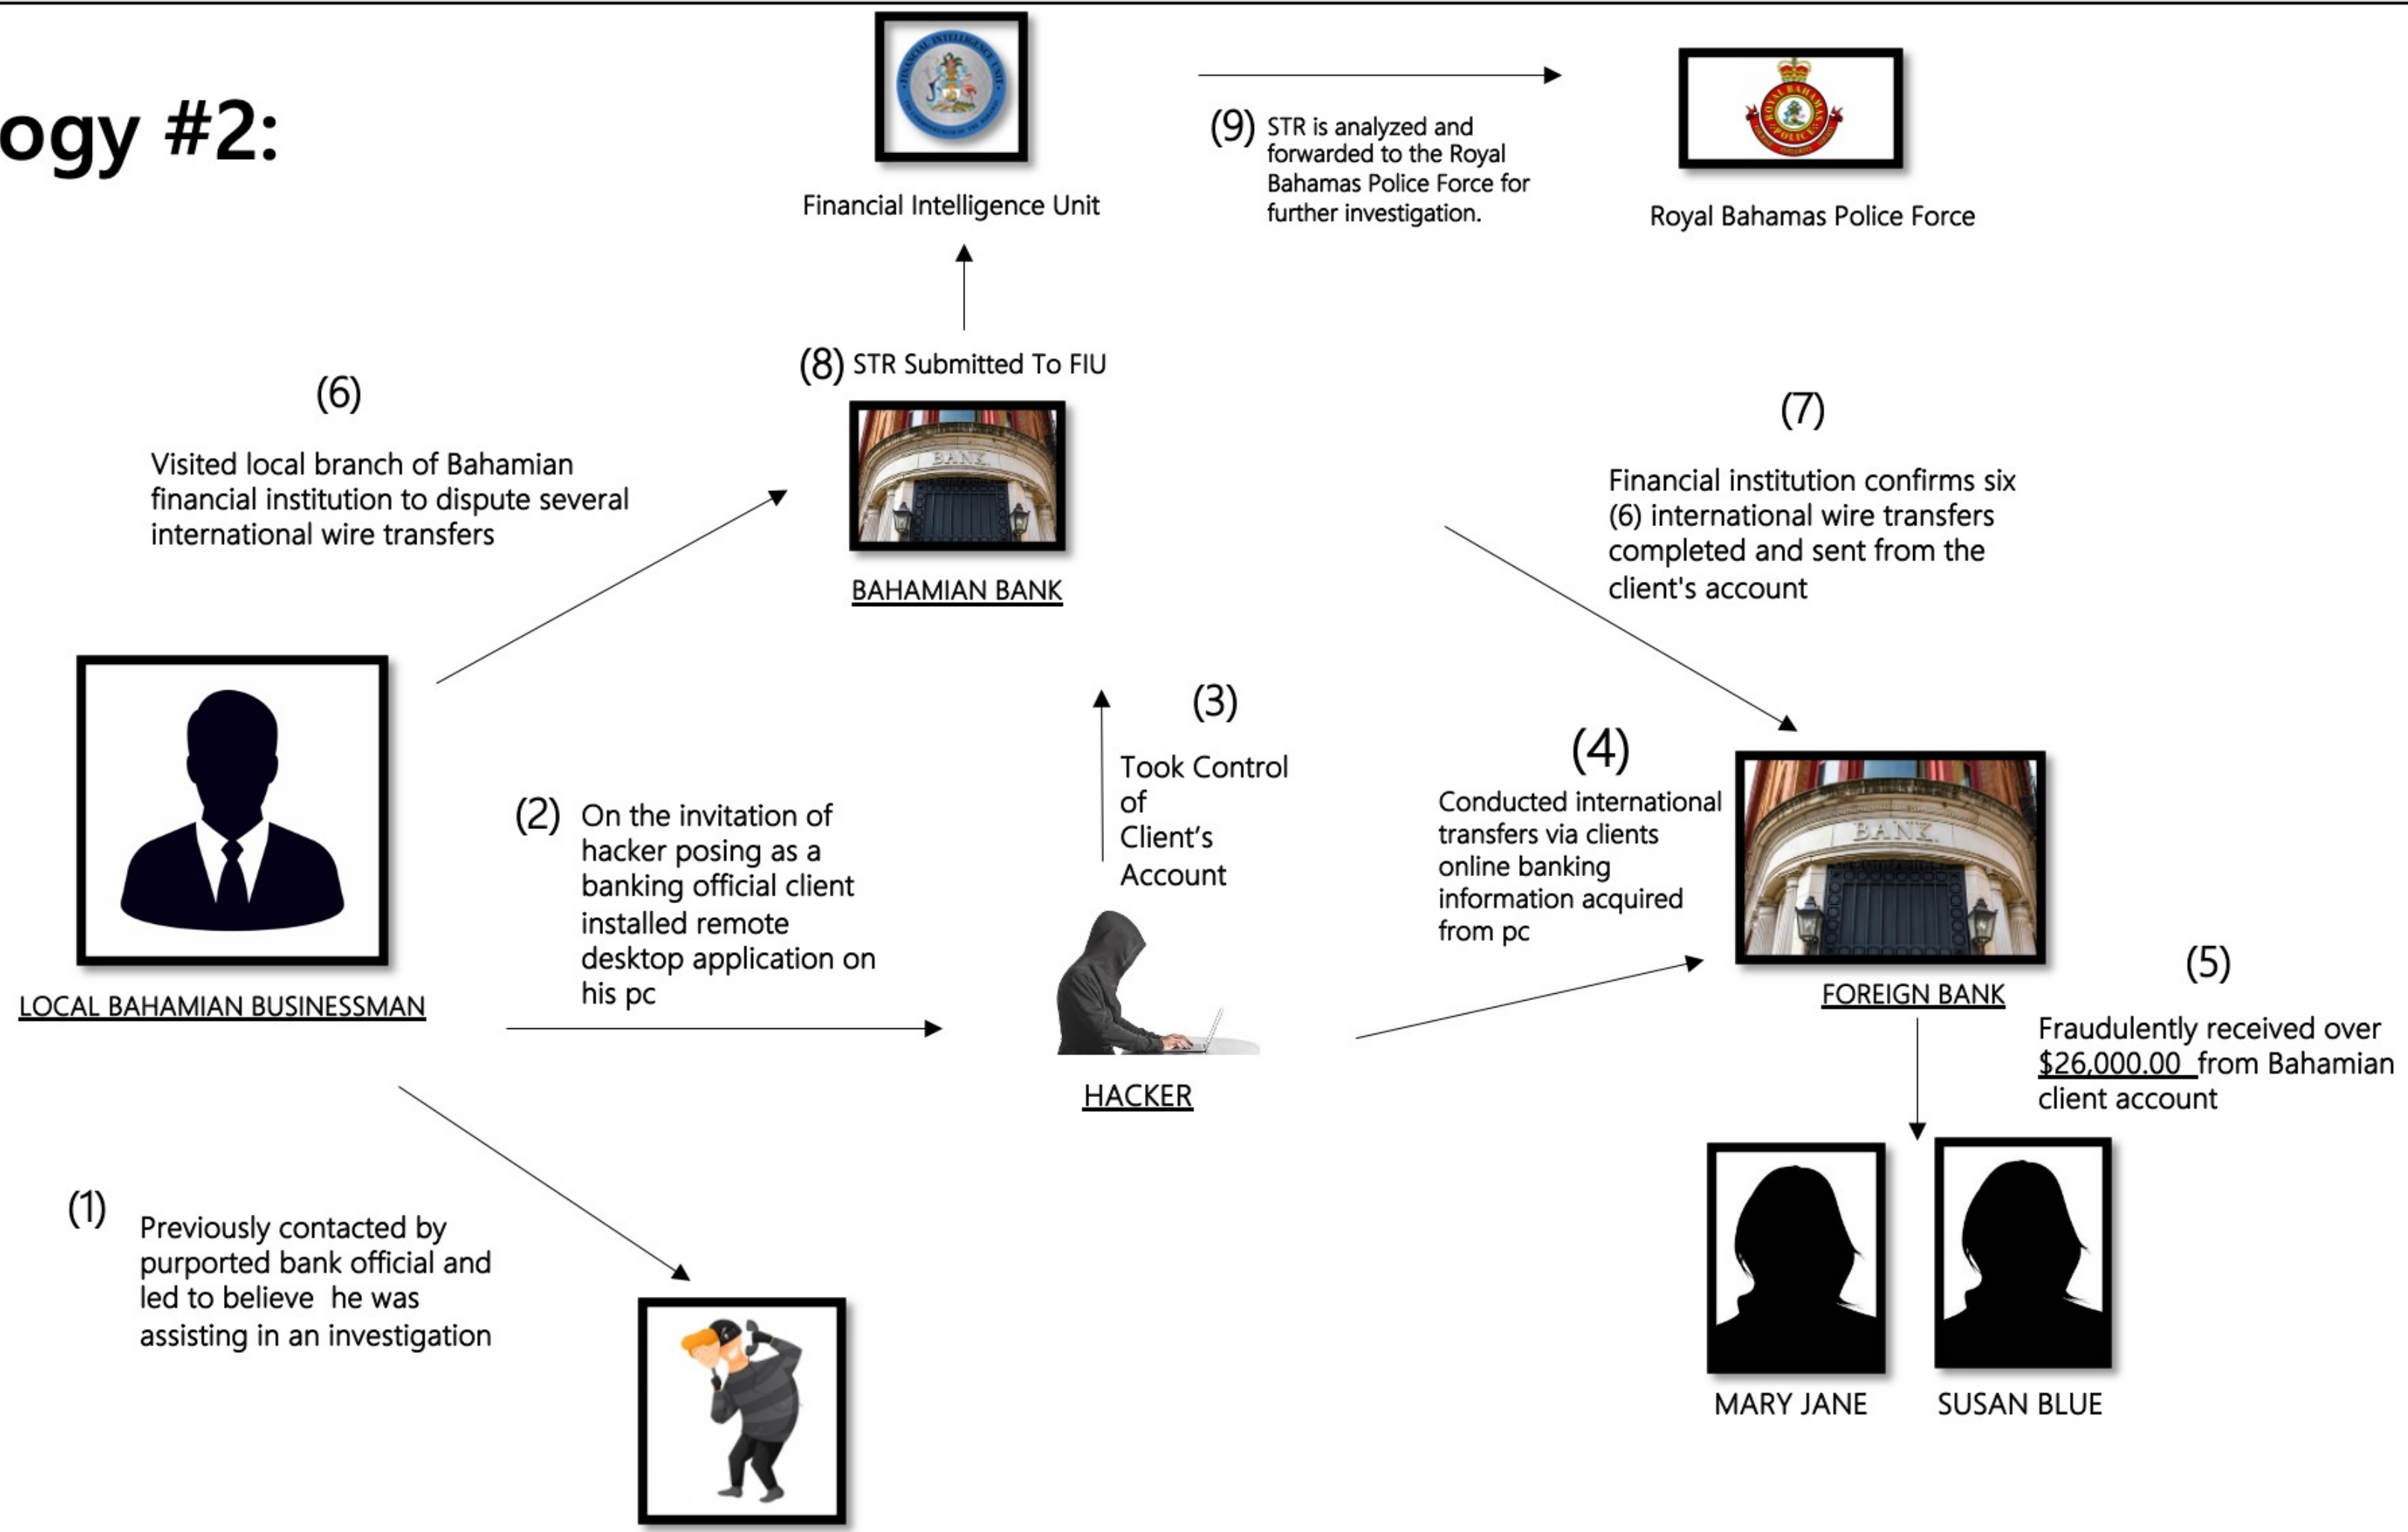 ogy #2:
FINANCIAL INTELLIGENCE UNIT
Financial Intelligence Unit
(9) STR is analyzed and
forwarded to the Royal
Bahamas Police Force for
further investigation.
ROYAL BAHAMAS
POLICE FORCE
Royal Bahamas Police Force
(8) STR Submitted To FIU
BANK
BAHAMIAN BANK
(6)
Visited local branch of Bahamian
financial institution to dispute several
international wire transfers
(7)
Financial institution confirms six
(6) international wire transfers
completed and sent from the
client's account
LOCAL BAHAMIAN BUSINESSMAN
(2) On the invitation of
hacker posing as a
banking official client
installed remote
desktop application on
his pc
(3)
Took Control
of
Client’s
Account
HACKER
(4)
Conducted international
transfers via clients
online banking
information acquired
from pc
BANK
FOREIGN BANK
(5)
Fraudulently received over
$26,000.00 from Bahamian
client account
MARY JANE
SUSAN BLUE
(1)
Previously contacted by
purported bank official and
led to believe he was
assisting in an investigation